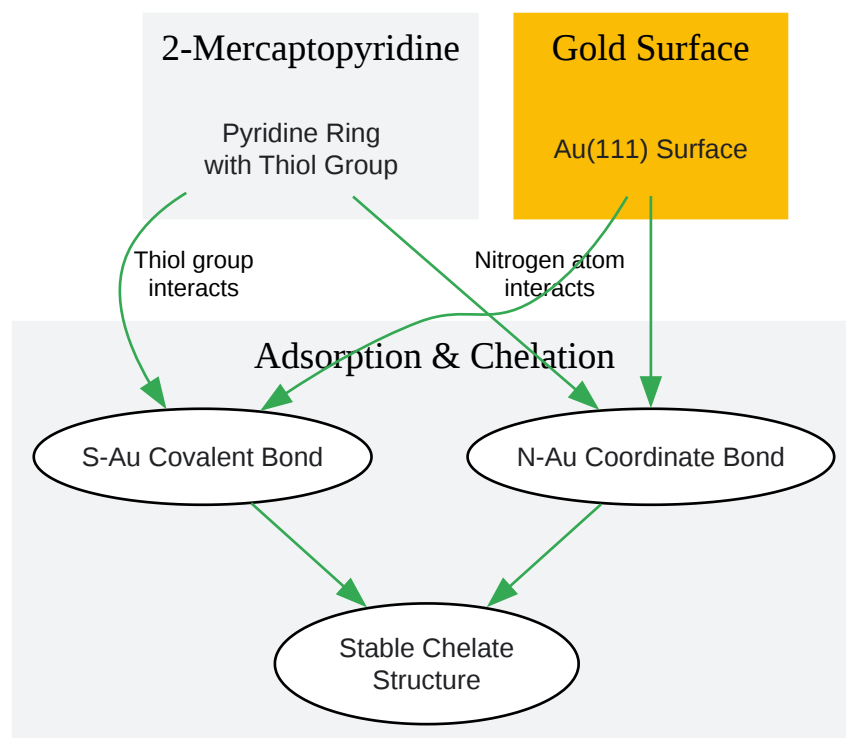 2-Mercaptopyridine
Gold Surface
Pyridine Ring
with Thiol Group
Au(111) Surface
Thiol group
interacts
Nitrogen atom
interacts
Adsorption & Chelation
S-Au Covalent Bond
N-Au Coordinate Bond
Stable Chelate
Structure